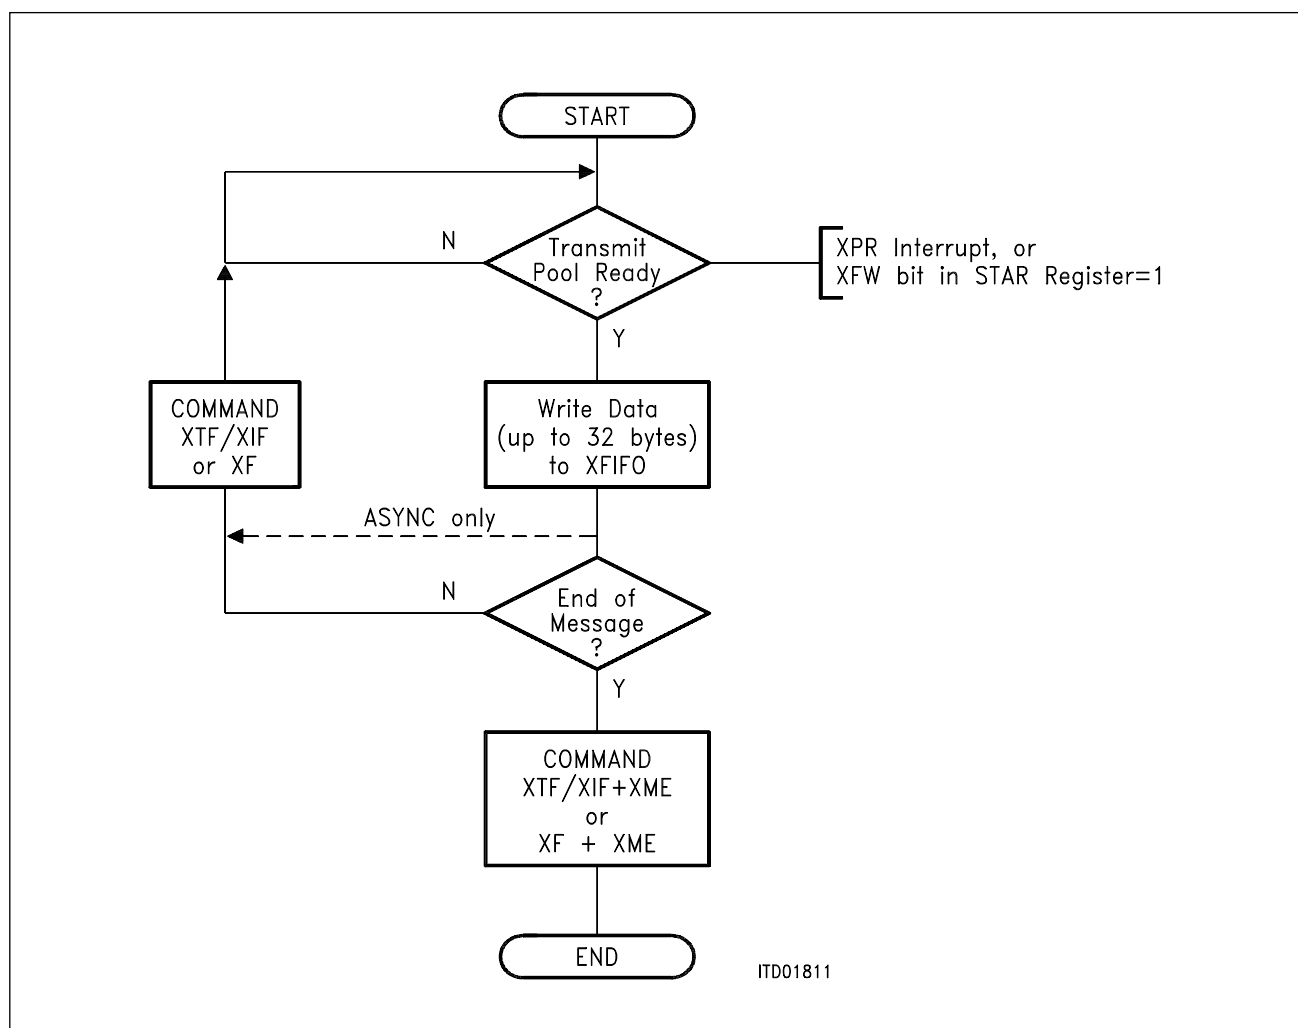 START
N
Transmit
Pool Ready
?
XPR Interrupt, or
XFW bit in STAR Register=1
Y
COMMAND
XTF/XIF
or XF
Write Data
(up to 32 bytes)
to XFIFO
ASYNC only
N
End of
Message
?
Y
COMMAND
XTF/XIF+XME
or
XF + XME
END
ITD01811